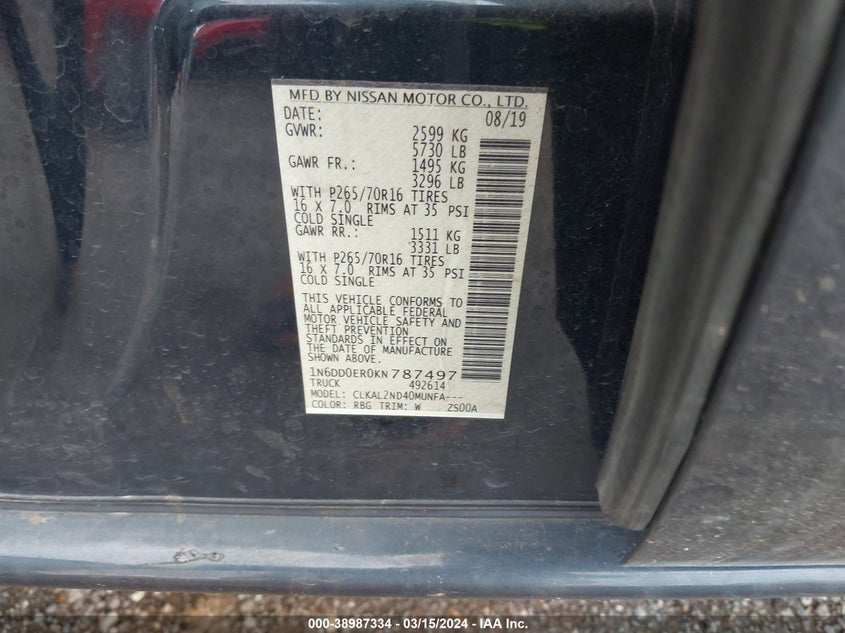 MFD BY NISSAN MOTOR CO., LTD.
DATE: 08/19
GVWR: 2599 KG
5730 LB
GAWR FR.: 1495 KG
3296 LB
WITH P265/70R16 TIRES
16 X 7.0 RIMS AT 35 PSI
COLD SINGLE
GAWR RR.: 1511 KG
3331 LB
WITH P265/70R16 TIRES
16 X 7.0 RIMS AT 35 PSI
COLD SINGLE
THIS VEHICLE CONFORMS TO
ALL APPLICABLE FEDERAL
MOTOR VEHICLE SAFETY AND
THEFT PREVENTION
STANDARDS IN EFFECT ON
THE DATE OF MANUFACTURE
SHOWN ABOVE.
1N6DD0ER0KN787497
TRUCK 492614
MODEL: CLKAL2ND40MUNFA---
COLOR: RBG TRIM: W ZS00A
000-38987334 - 03/15/2024 - IAAI.COM